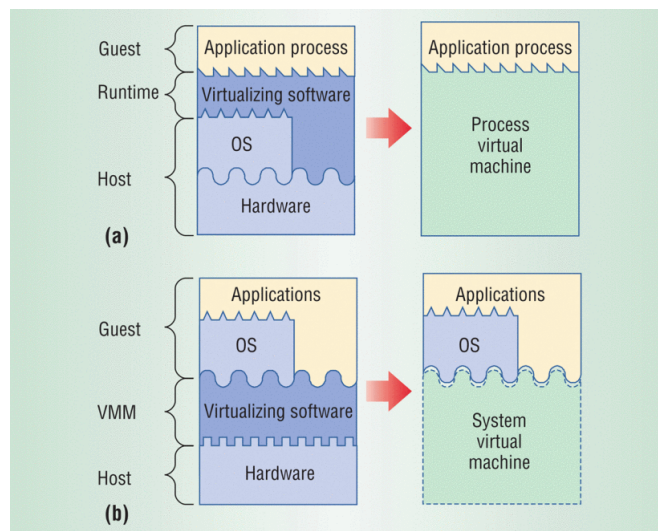 Guest
Application process
Application process
Runtime
Virtualizing software
OS
Process
virtual
machine
Host
Hardware
(a)
Guest
Applications
Applications
OS
OS
VMM
Virtualizing software
System
virtual
machine
Host
Hardware
(b)